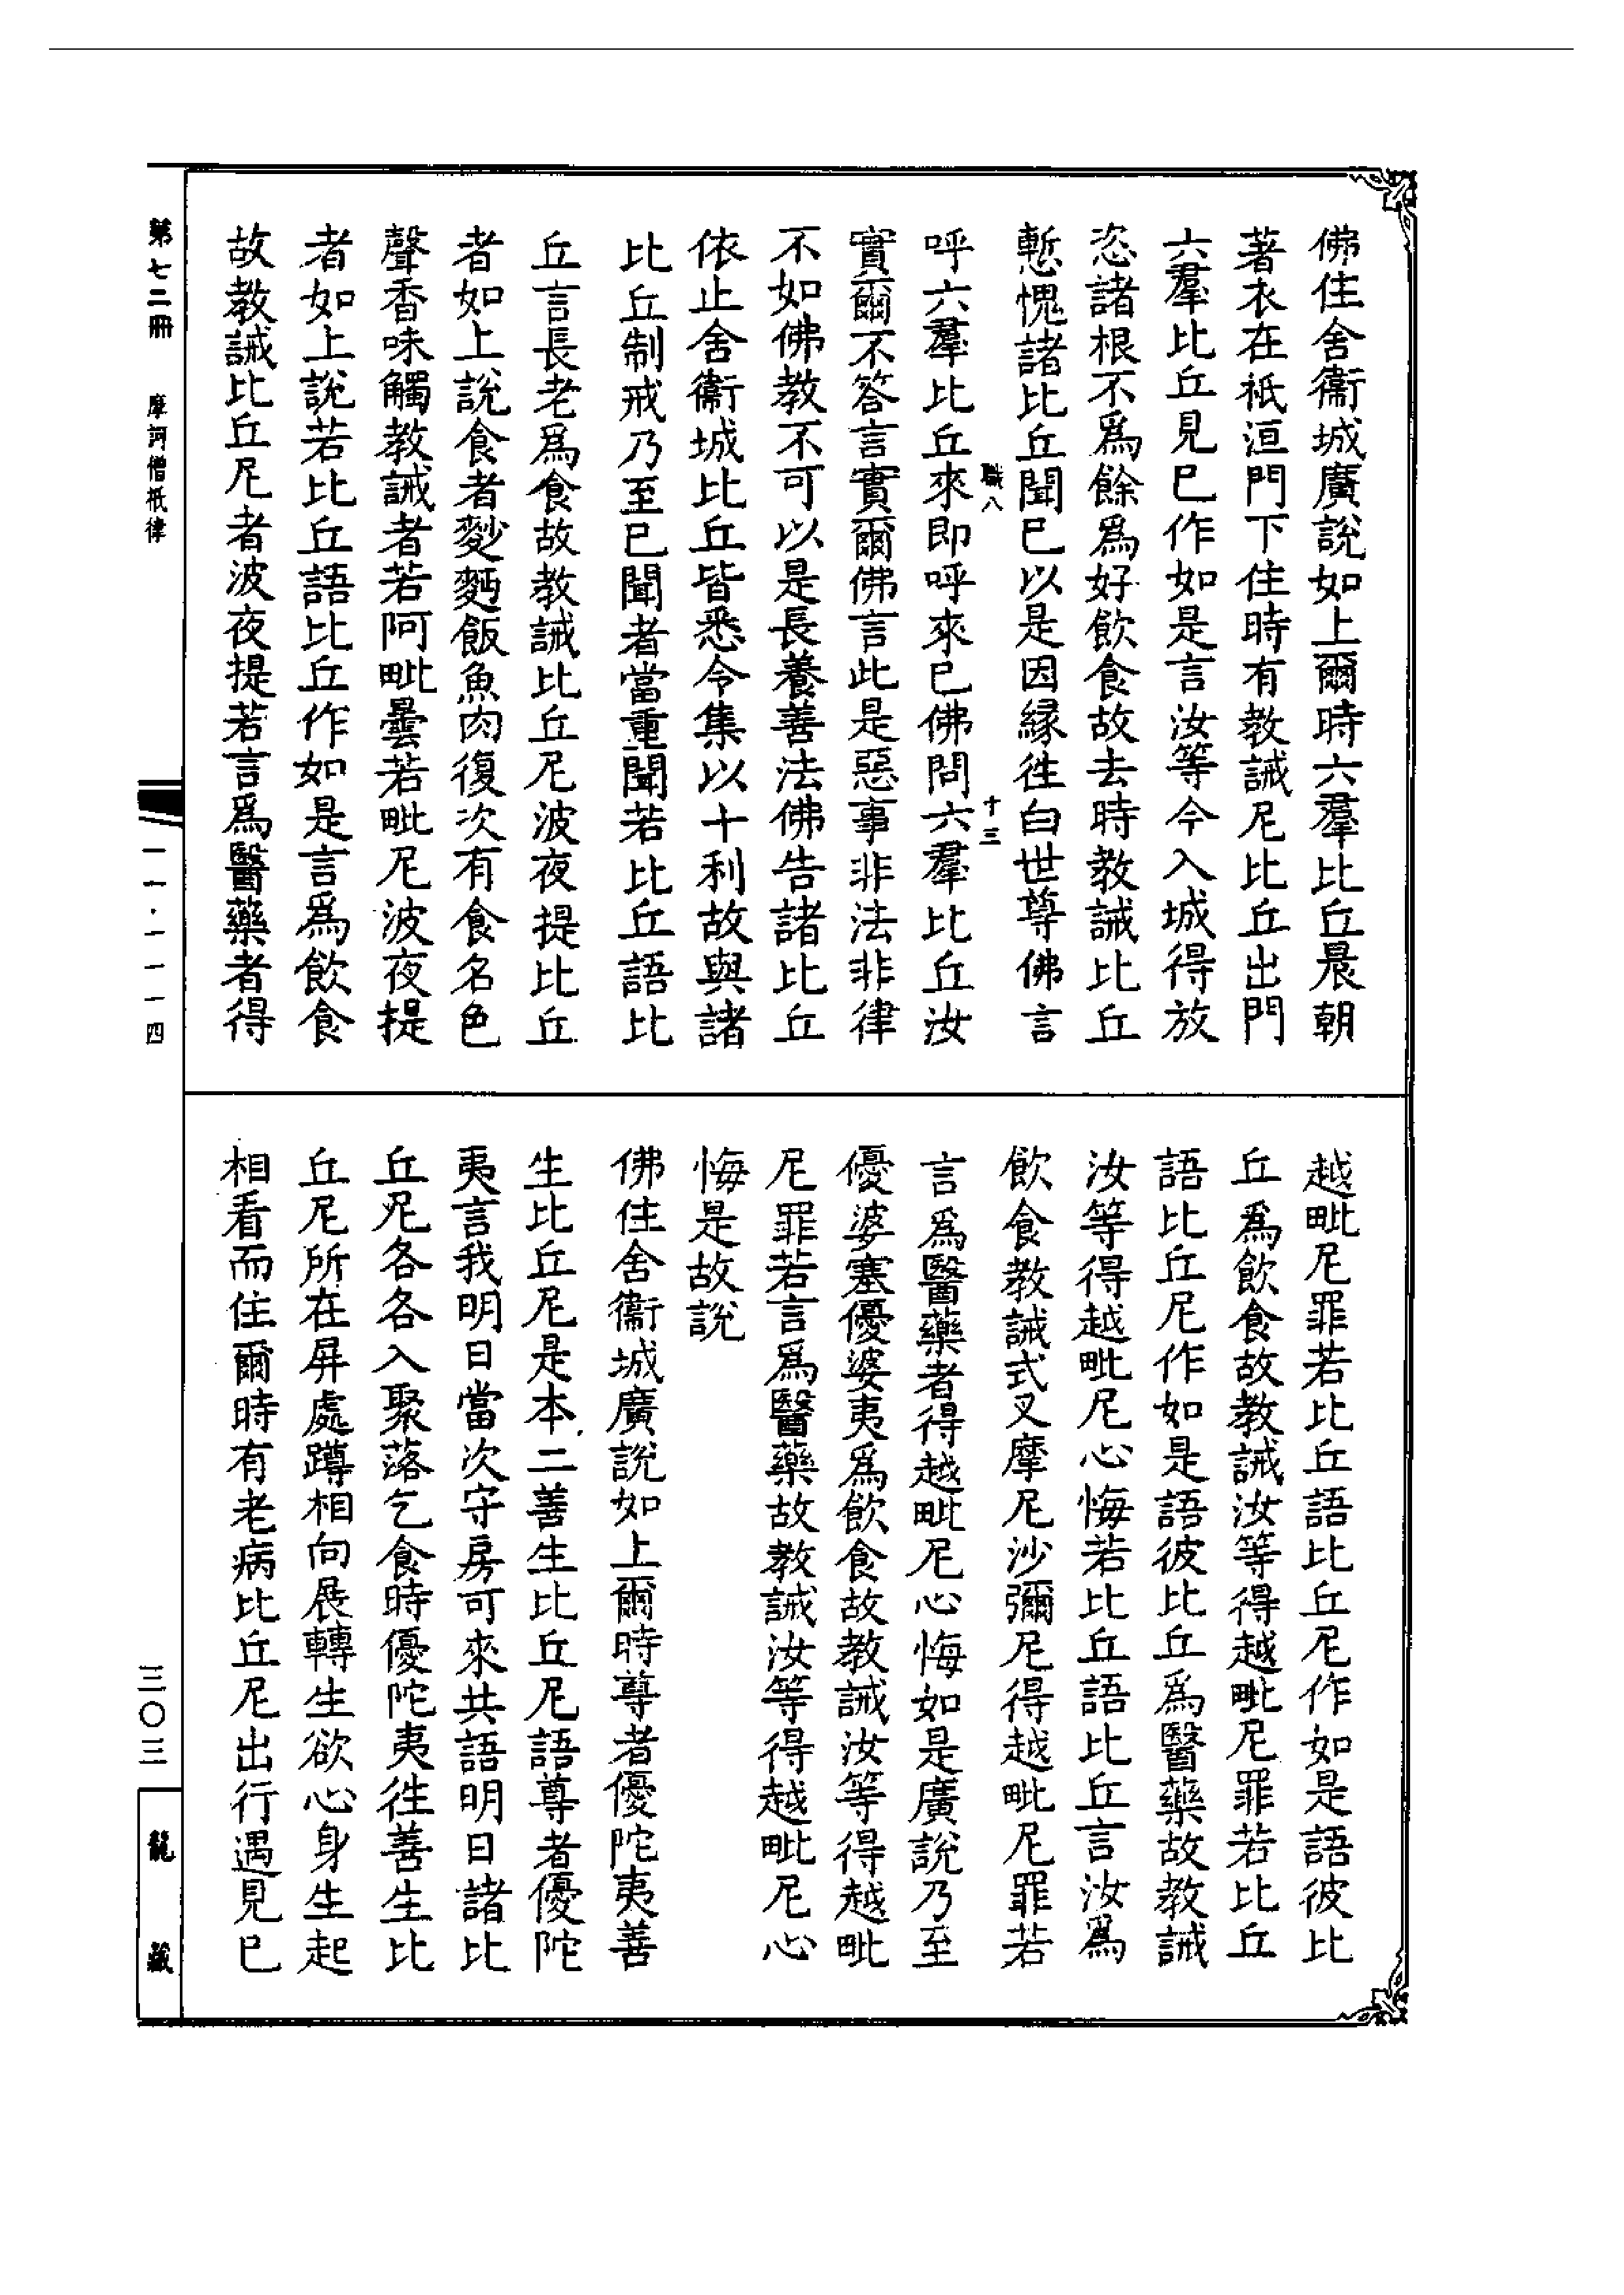 佛住舍衞城廣說如上爾時六羣比丘晨朝
著衣在祇洹門下住時有教誡尼比丘出門
六羣比丘見已作如是言汝等今入城得放
恣諸根不爲餘爲好飲食故去時教誡比丘
慙愧諸比丘聞已以是因緣徃白世尊佛言
職八
十三
呼六羣比丘來即呼來已佛問六羣比丘汝
實爾不答言實爾佛言此是惡事非法非律
不如佛教不可以是長養善法佛告諸比丘
依止舍衞城比丘皆悉令集以十利故與諸
比丘制戒乃至已聞者當重聞若比丘語比
丘言長老爲食故教誡比丘尼波夜提比丘
者如上說食者麨麪飯魚肉復次有食名色
聲香味觸教誡者若阿毗曇若毗尼波夜提
者如上說若比丘語比丘作如是言爲飲食
故教誡比丘尼者波夜提若言爲醫藥者得
越毗尼罪若比丘語比丘尼作如是語彼比
丘爲飲食故教誡汝等得越毗尼罪若比丘
語比丘尼作如是語彼比丘爲醫藥故教誡
汝等得越毗尼心悔若比丘語比丘言汝爲
飲食教誡式叉摩尼沙彌尼得越毗尼罪若
言爲醫藥者得越毗尼心悔如是廣說乃至
優婆塞優婆夷爲飲食故教誡汝等得越毗
尼罪若言爲醫藥故教誡汝等得越毗尼心
悔是故說
佛住舍衞城廣說如上爾時尊者優陀夷善
生比丘尼是本二善生比丘尼語尊者優陀
夷言我明日當次守房可來共語明日諸比
丘尼各各入聚落乞食時優陀夷徃善生比
丘尼所在屏處蹲相向展轉生欲心身生起
相看而住爾時有老病比丘尼出行遇見已
第七二冊
摩訶僧祇律
一一·一一一四
三〇三
龍藏